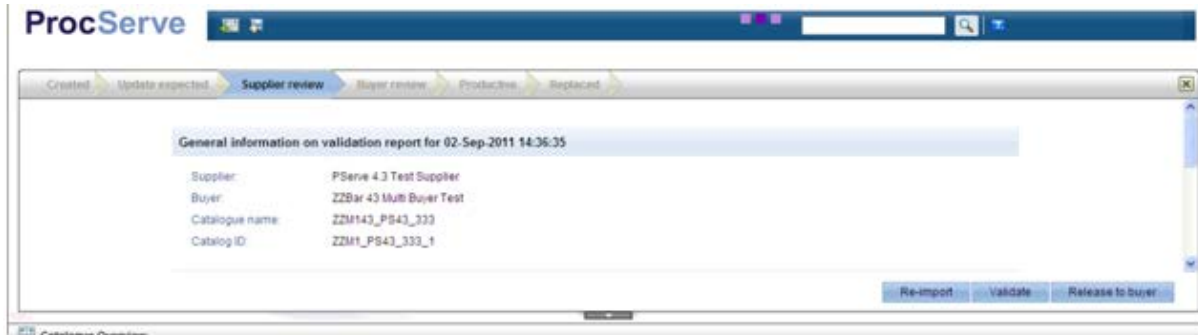 ProcServe
Created Update expected Supplier review Buyer review Productive Replaced
General information on validation report for 02-Sep-2011 14:36:35
Supplier: PServe 4.3 Test Supplier
Buyer: ZZBar 43 Multi Buyer Test
Catalogue name: ZZM143_PS43_333
Catalog ID: ZZM1_PS43_333_1
Re-import Validate Release to buyer
Catalogue Overview